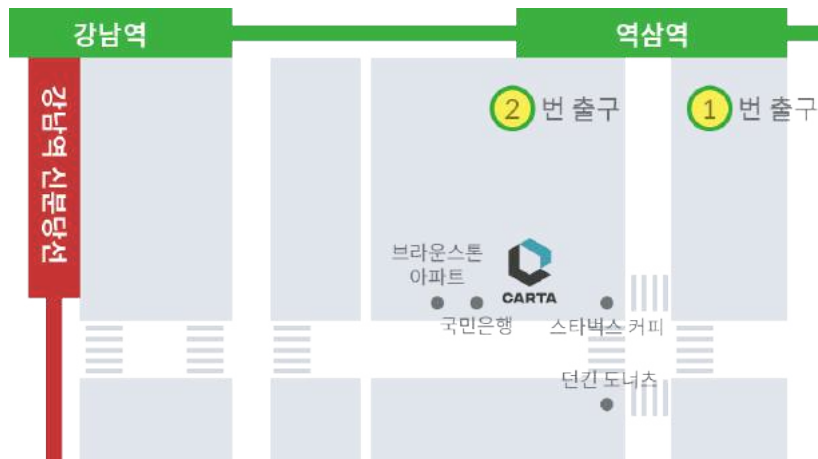 강남역
역삼역
강남역 신분당선
2 번 출구
1 번 출구
브라운스톤
아파트
CARTA
국민은행
스타벅스 커피
던킨 도너츠